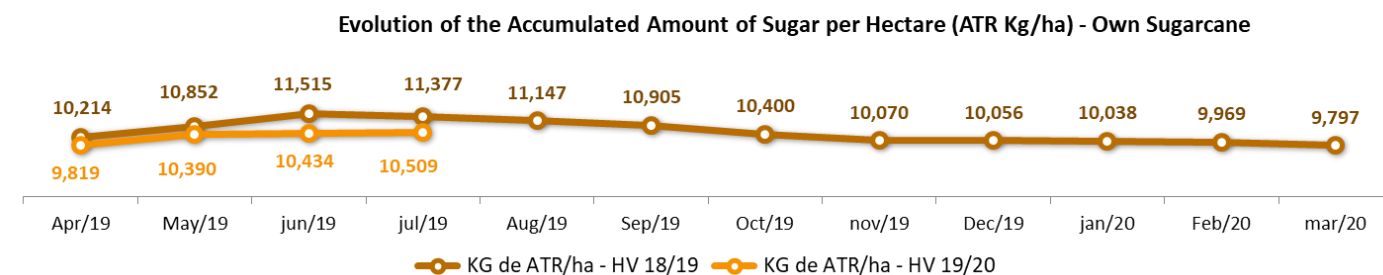 Evolution of the Accumulated Amount of Sugar per Hectare (ATR Kg/ha) - Own Sugarcane
10,214 10,852 11,515 11,377 11,147 10,905 10,400 10,070 10,056 10,038 9,969 9,797
9,819 10,390 10,434 10,509
Apr/19 May/19 jun/19 jul/19 Aug/19 Sep/19 Oct/19 nov/19 Dec/19 jan/20 Feb/20 mar/20
KG de ATR/ha - HV 18/19 KG de ATR/ha - HV 19/20